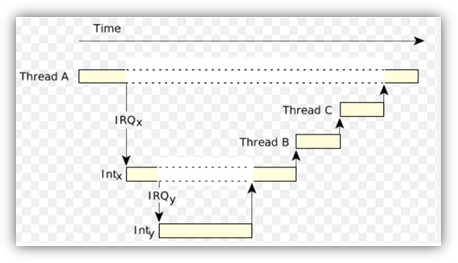 Time
Thread A
Thread C
IRQx
Thread B
Intx
IRQy
Inty